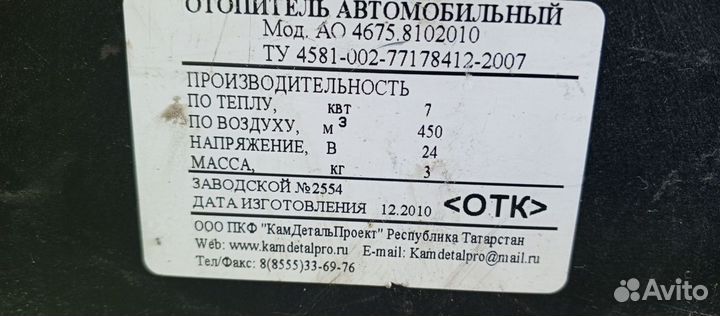 ОТОПИТЕЛЬ АВТОМОБИЛЬНЫЙ
Мод. АО 4675.8102010
ТУ 4581-002-77178412-2007
ПРОИЗВОДИТЕЛЬНОСТЬ
ПО ТЕПЛУ, КВТ 7
ПО ВОЗДУХУ, М 3 450
НАПРЯЖЕНИЕ, В 24
МАССА, КГ 3
ЗАВОДСКОЙ №2554
ДАТА ИЗГОТОВЛЕНИЯ 12.2010 <ОТК>
ООО ПКФ "КамДетальПроект" Республика Татарстан
Web: www.kamdetalpro.ru E-mail: Kamdetalpro@mail.ru
Тел/Факс: 8(8555)33-69-76
Avito